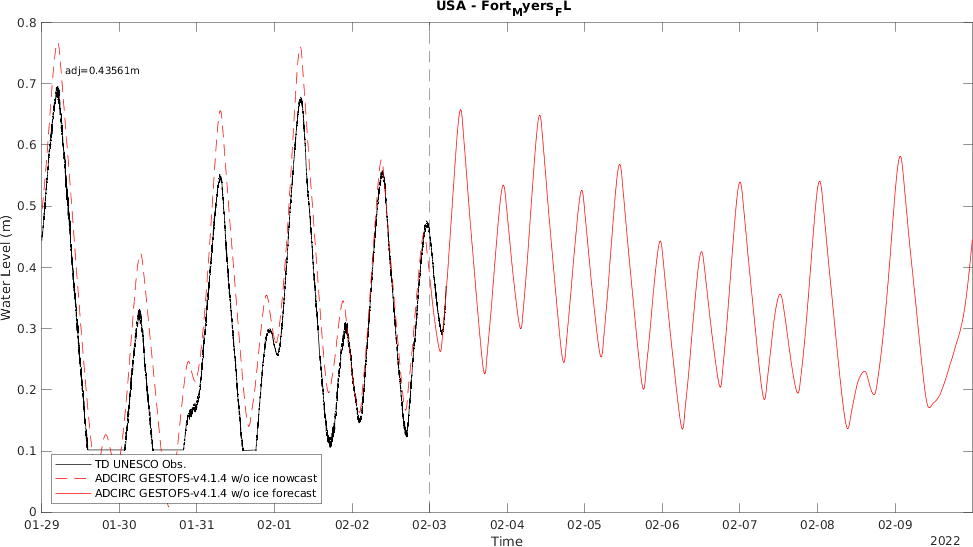 USA - Fort_Myers_FL
0.8
0.7
0.6
0.5
0.4
0.3
0.2
0.1
0
Water Level (m)
adj=0.43561m
TD UNESCO Obs.
ADCIRC GESTOFS-v4.1.4 w/o ice nowcast
ADCIRC GESTOFS-v4.1.4 w/o ice forecast
01-29 01-30 01-31 02-01 02-02 02-03 02-04 02-05 02-06 02-07 02-08 02-09
Time
2022